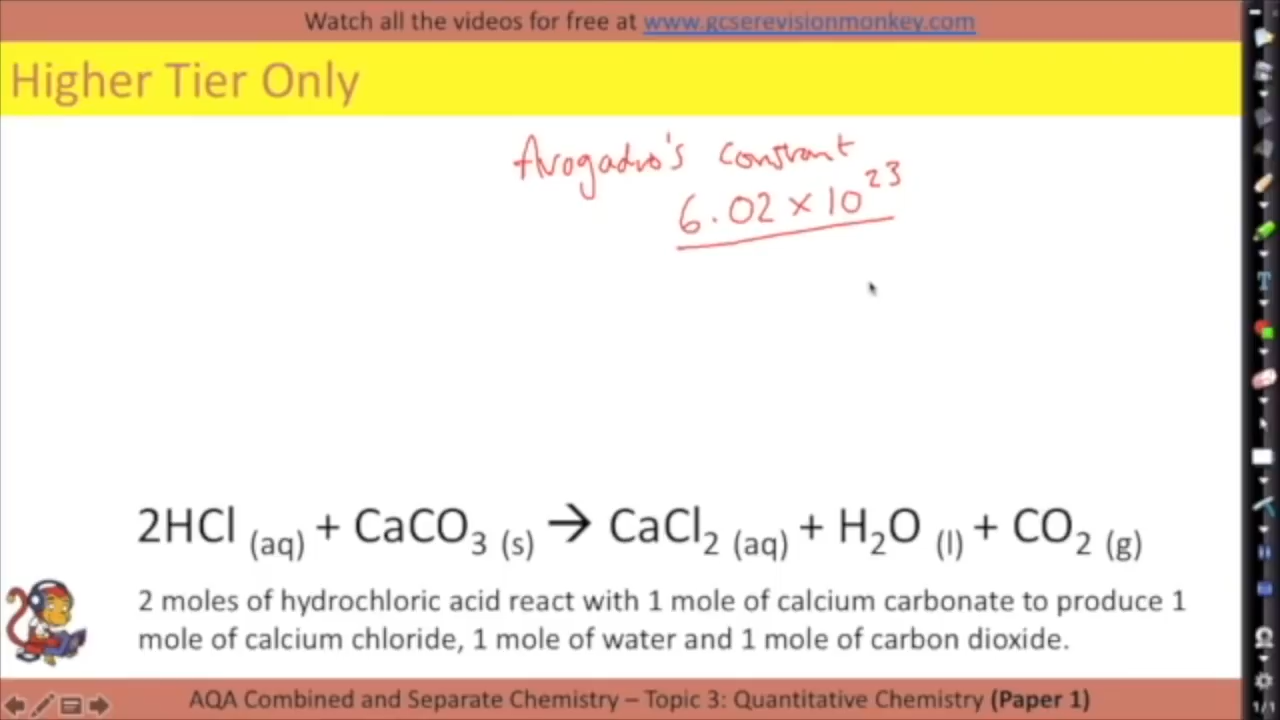 Watch all the videos for free at www.gcserevisionmonkey.com
Higher Tier Only
Avogadro's constant
6.02 × 10²³
2HCl (aq) + CaCO₃ (s) → CaCl₂ (aq) + H₂O (l) + CO₂ (g)
2 moles of hydrochloric acid react with 1 mole of calcium carbonate to produce 1
mole of calcium chloride, 1 mole of water and 1 mole of carbon dioxide.
AQA Combined and Separate Chemistry – Topic 3: Quantitative Chemistry (Paper 1)
1/1